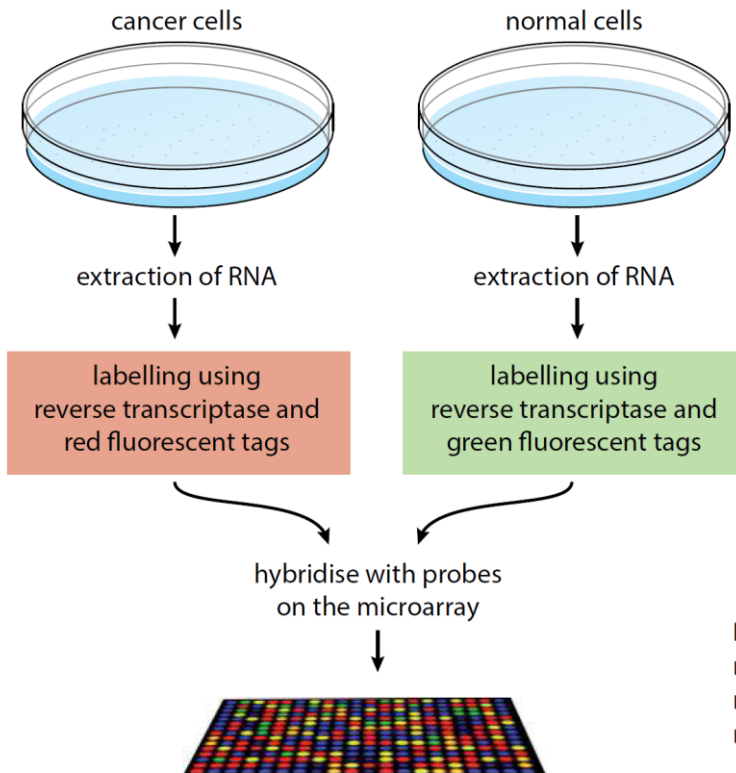 cancer cells
normal cells
extraction of RNA
extraction of RNA
labelling using
reverse transcriptase and
red fluorescent tags
labelling using
reverse transcriptase and
green fluorescent tags
hybridise with probes
on the microarray